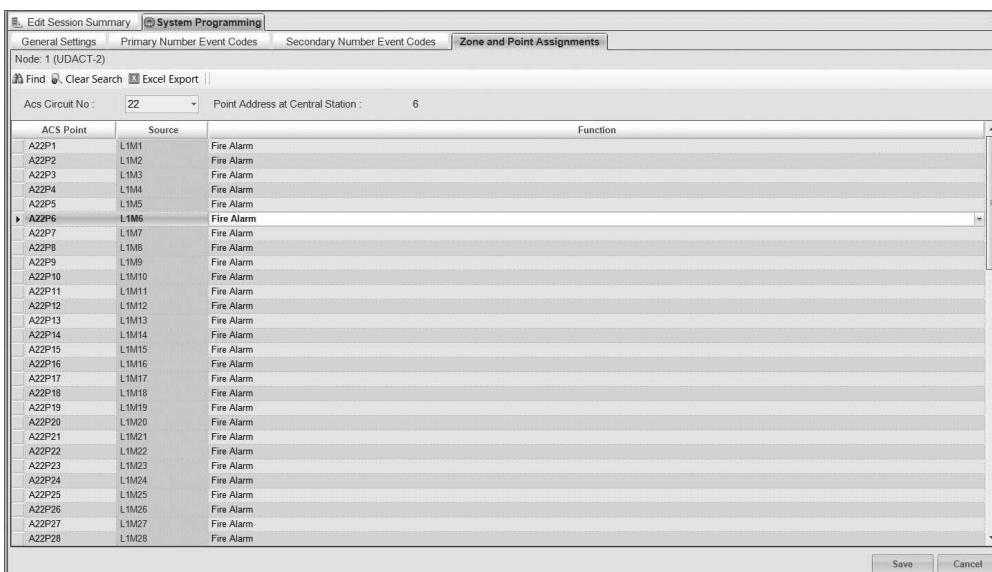 Edit Session Summary System Programming
General Settings Primary Number Event Codes Secondary Number Event Codes Zone and Point Assignments
Node: 1 (UDACT-2)
Find Clear Search Excel Export
Acs Circuit No : 22 Point Address at Central Station : 6
ACS Point Source Function
A22P1 L1M1 Fire Alarm
A22P2 L1M2 Fire Alarm
A22P3 L1M3 Fire Alarm
A22P4 L1M4 Fire Alarm
A22P5 L1M5 Fire Alarm
A22P6 L1M6 Fire Alarm
A22P7 L1M7 Fire Alarm
A22P8 L1M8 Fire Alarm
A22P9 L1M9 Fire Alarm
A22P10 L1M10 Fire Alarm
A22P11 L1M11 Fire Alarm
A22P12 L1M12 Fire Alarm
A22P13 L1M13 Fire Alarm
A22P14 L1M14 Fire Alarm
A22P15 L1M15 Fire Alarm
A22P16 L1M16 Fire Alarm
A22P17 L1M17 Fire Alarm
A22P18 L1M18 Fire Alarm
A22P19 L1M19 Fire Alarm
A22P20 L1M20 Fire Alarm
A22P21 L1M21 Fire Alarm
A22P22 L1M22 Fire Alarm
A22P23 L1M23 Fire Alarm
A22P24 L1M24 Fire Alarm
A22P25 L1M25 Fire Alarm
A22P26 L1M26 Fire Alarm
A22P27 L1M27 Fire Alarm
A22P28 L1M28 Fire Alarm
Save Cancel